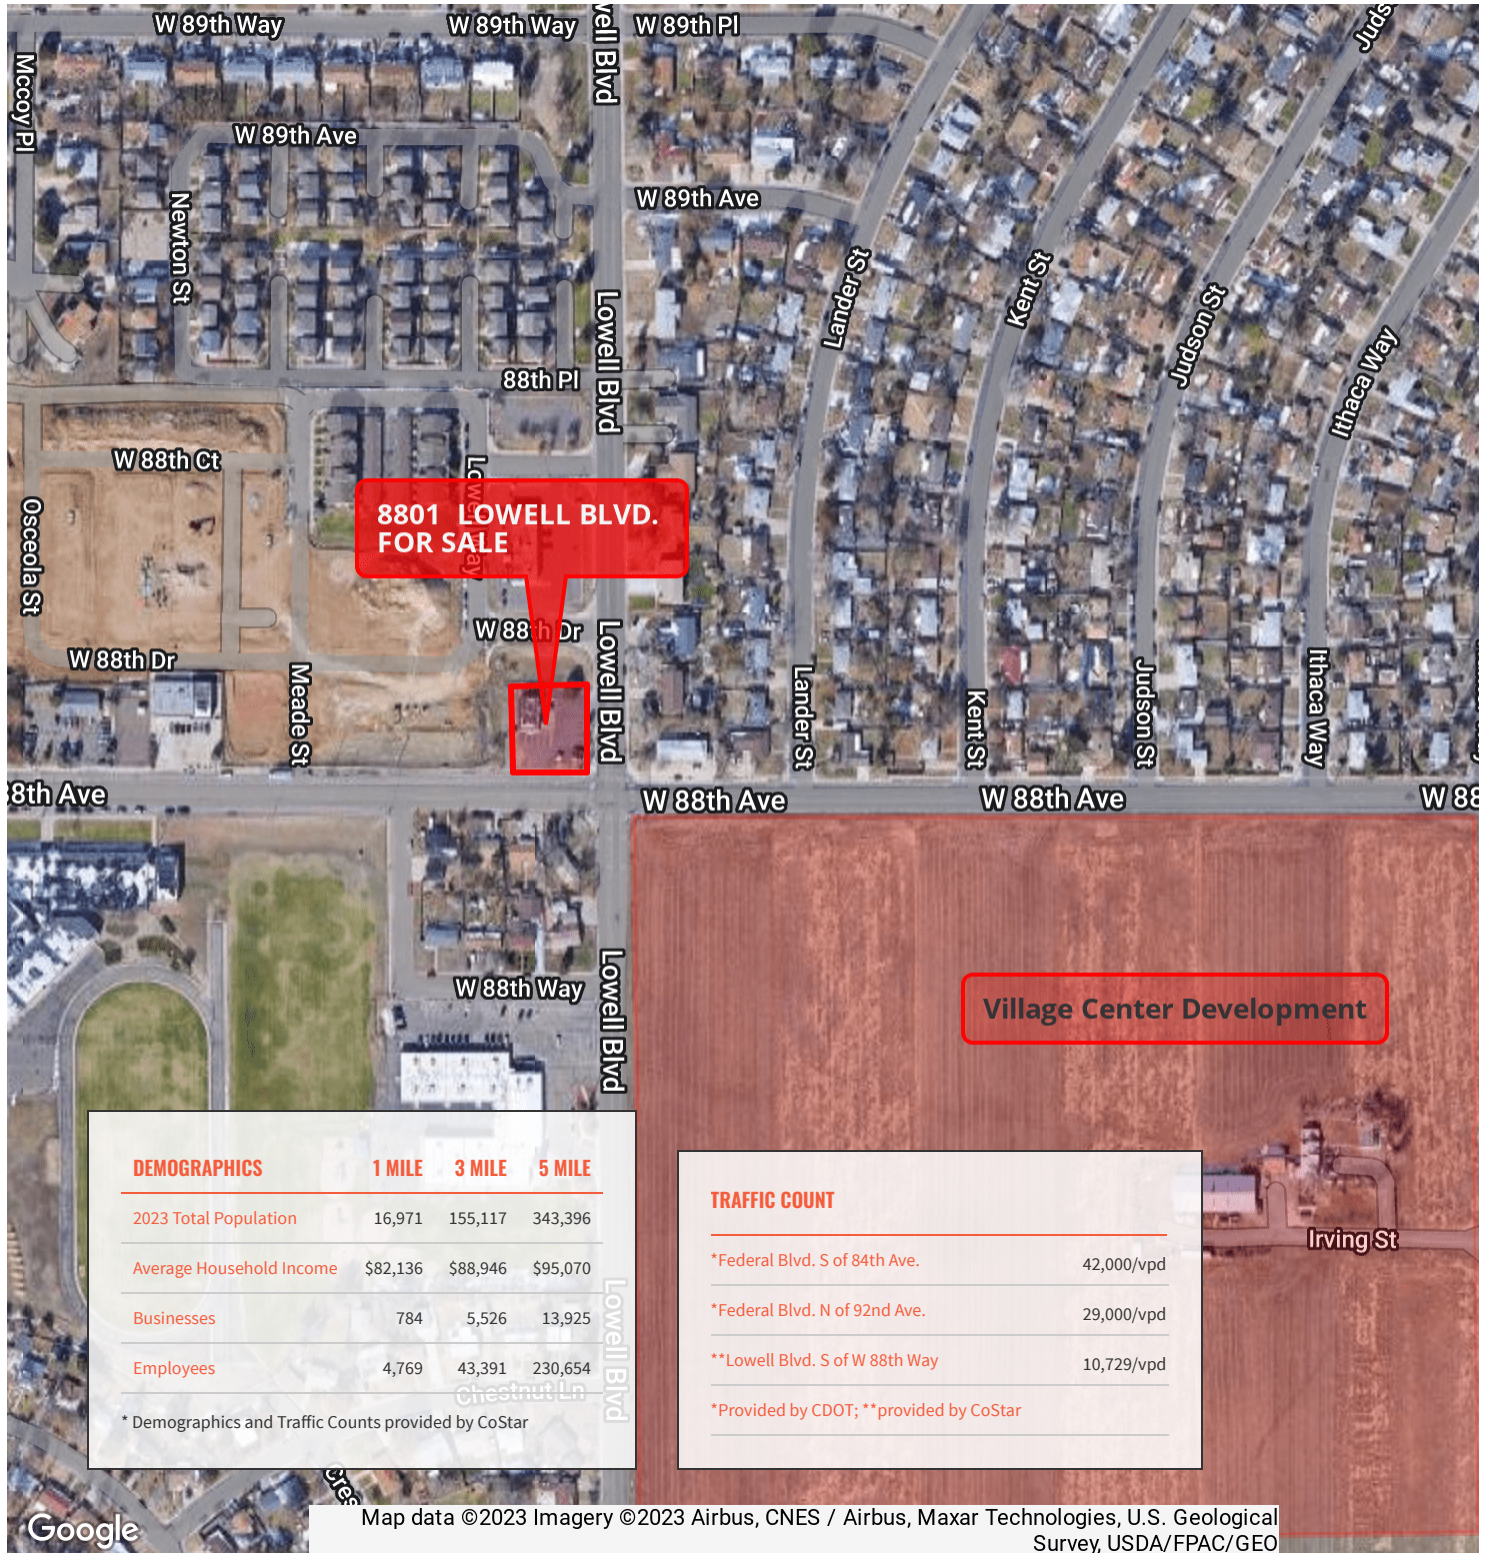 W 89th Way
W 89th Way
W 89th Pl
Mccoy Pl
W 89th Ave
W 89th Ave
Newton St
Lander St
Kent St
Judson St
Ithaca Way
Lowell Blvd
88th Pl
W 88th Ct
Osceola St
8801 LOWELL BLVD.
FOR SALE
W 88th Dr
W 88th Dr
Meade St
Lowell Blvd
Lander St
Kent St
Judson St
Ithaca Way
W 88th Ave
W 88th Ave
W 88th Way
Lowell Blvd
Village Center Development
DEMOGRAPHICS 1 MILE 3 MILE 5 MILE
2023 Total Population 16,971 155,117 343,396
Average Household Income $82,136 $88,946 $95,070
Businesses 784 5,526 13,925
Employees 4,769 43,391 230,654
* Demographics and Traffic Counts provided by CoStar
Lowell Blvd
Chestnut Ln
TRAFFIC COUNT
*Federal Blvd. S of 84th Ave. 42,000/vpd
*Federal Blvd. N of 92nd Ave. 29,000/vpd
**Lowell Blvd. S of W 88th Way 10,729/vpd
*Provided by CDOT; **provided by CoStar
Irving St
Google
Map data ©2023 Imagery ©2023 Airbus, CNES / Airbus, Maxar Technologies, U.S. Geological
Survey, USDA/FPAC/GEO